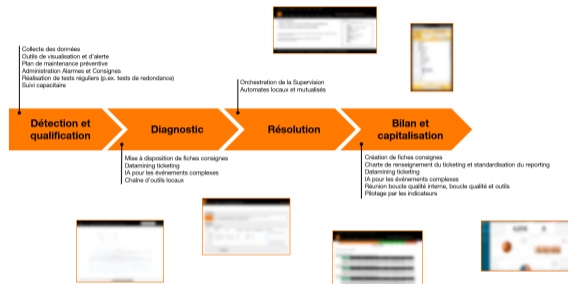 Collecte des données
Outils de visualisation et d'alerte
Plan de maintenance préventive
Administration Alarmes et Consignes
Réalisation de tests réguliers (p.ex. tests de redondance)
Suivi capacitaire
Orchestration de la Supervision
Automates locaux et mutualisés
Détection et
qualification
Diagnostic
Résolution
Bilan et
capitalisation
Mise à disposition de fiches consignes
Datamining ticketing
IA pour les événements complexes
Chaîne d'outils locaux
Création de fiches consignes
Charte de renseignement du ticketing et standardisation du reporting
Datamining ticketing
IA pour les événements complexes
Réunion boucle qualité interne, boucle qualité et outils
Pilotage par les indicateurs